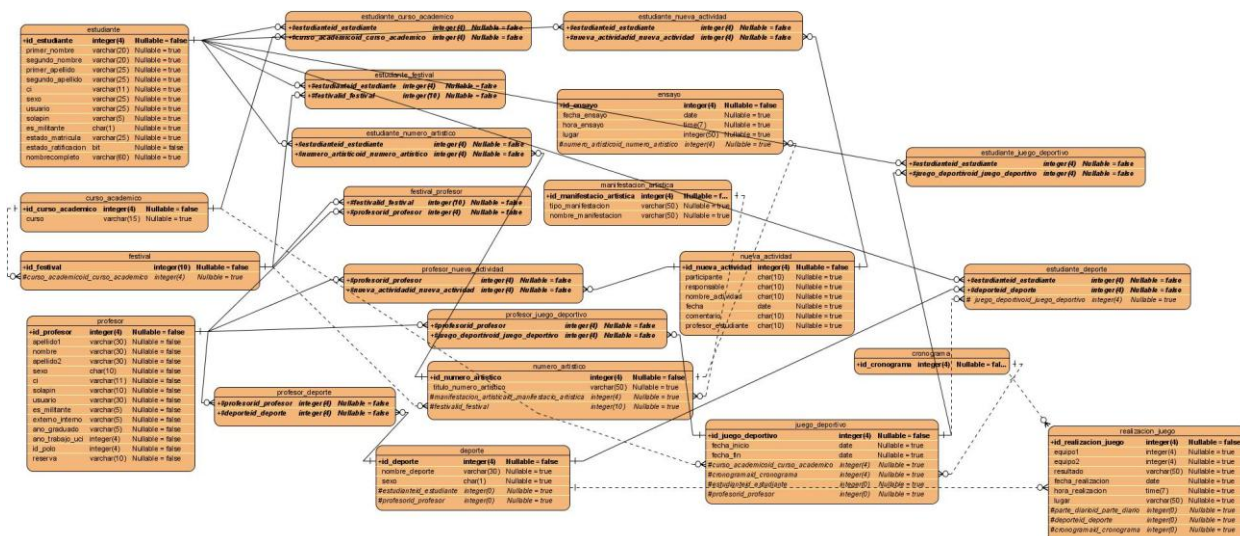 estudiante
+id_estudiante integer(4) Nullable = false
primer_nombre varchar(20) Nullable = true
segundo_nombre varchar(20) Nullable = true
primer_apellido varchar(25) Nullable = true
segundo_apellido varchar(25) Nullable = true
ci varchar(11) Nullable = true
sexo varchar(25) Nullable = true
usuario varchar(25) Nullable = true
solapin varchar(5) Nullable = true
es_militante char(1) Nullable = true
estado_matricula varchar(25) Nullable = true
estado_ratificacion bit Nullable = false
nombrecompleto varchar(60) Nullable = true
estudiante_curso_academico
+#estudianteid_estudiante integer(4) Nullable = false
+#curso_academicoid_curso_academico integer(4) Nullable = false
estudiante_nueva_actividad
+#estudianteid_estudiante integer(4) Nullable = false
+#nueva_actividadid_nueva_actividad integer(4) Nullable = false
estudiante_festival
+#estudianteid_estudiante integer(4) Nullable = false
+#festivalid_festival integer(10) Nullable = false
ensayo
+id_ensayo integer(4) Nullable = false
fecha_ensayo date Nullable = true
hora_ensayo time(7) Nullable = true
lugar integer(50) Nullable = true
#numero_artisticoid_numero_artistico integer(4) Nullable = true
estudiante_numero_artistico
+#estudianteid_estudiante integer(4) Nullable = false
+#numero_artisticoid_numero_artistico integer(4) Nullable = false
estudiante_juego_deportivo
+#estudianteid_estudiante integer(4) Nullable = false
+#juego_deportivoid_juego_deportivo integer(4) Nullable = false
curso_academico
+id_curso_academico integer(4) Nullable = false
curso varchar(15) Nullable = true
festival_profesor
+#festivalid_festival integer(10) Nullable = false
+#profesorid_profesor integer(4) Nullable = false
manifestacion_artistica
+id_manifestacio_artistica integer(4) Nullable = f...
tipo_manifestacion varchar(50) Nullable = true
nombre_manifestacion varchar(50) Nullable = true
festival
+id_festival integer(10) Nullable = false
#curso_academicoid_curso_academico integer(4) Nullable = true
profesor_nueva_actividad
+#profesorid_profesor integer(4) Nullable = false
+#nueva_actividadid_nueva_actividad integer(4) Nullable = false
nueva_actividad
+id_nueva_actividad integer(4) Nullable = false
participante char(10) Nullable = true
responsable char(10) Nullable = true
nombre_actividad char(10) Nullable = true
fecha date Nullable = true
comentario char(10) Nullable = true
profesor_estudiante char(10) Nullable = true
estudiante_deporte
+#estudianteid_estudiante integer(4) Nullable = false
+#deporteid_deporte integer(4) Nullable = false
# juego_deportivoid_juego_deportivo integer(4) Nullable = true
profesor
+id_profesor integer(4) Nullable = false
apellido1 varchar(30) Nullable = false
nombre varchar(30) Nullable = false
apellido2 varchar(30) Nullable = false
sexo char(10) Nullable = false
ci varchar(11) Nullable = false
solapin varchar(10) Nullable = false
usuario varchar(30) Nullable = false
es_militante varchar(5) Nullable = false
externo_interno varchar(5) Nullable = false
ano_graduado varchar(5) Nullable = false
ano_trabajo_uci integer(4) Nullable = false
id_polo integer(4) Nullable = false
reserva varchar(10) Nullable = false
profesor_juego_deportivo
+#profesorid_profesor integer(4) Nullable = false
+#juego_deportivoid_juego_deportivo integer(4) Nullable = false
cronograma
+id_cronograma integer(4) Nullable = fal...
numero_artistico
+id_numero_artistico integer(4) Nullable = false
titulo_numero_artistico varchar(50) Nullable = true
#manifestacion_artisticaid_manifestacio_artistica integer(4) Nullable = true
#festivalid_festival integer(10) Nullable = true
profesor_deporte
+#profesorid_profesor integer(4) Nullable = false
+#deporteid_deporte integer(4) Nullable = false
juego_deportivo
+id_juego_deportivo integer(4) Nullable = false
fecha_inicio date Nullable = true
fecha_fin date Nullable = true
#curso_academicoid_curso_academico integer(4) Nullable = true
#cronogramaid_cronograma integer(4) Nullable = true
#estudianteid_estudiante integer(0) Nullable = true
#profesorid_profesor integer(0) Nullable = true
realizacion_juego
+id_realizacion_juego integer(4) Nullable = false
equipo1 integer(4) Nullable = true
equipo2 integer(4) Nullable = true
resultado varchar(50) Nullable = true
fecha_realizacion date Nullable = true
hora_realizacion time(7) Nullable = true
lugar varchar(50) Nullable = true
#parte_diarioid_parte_diario integer(0) Nullable = true
#deporteid_deporte integer(0) Nullable = true
#cronogramaid_cronograma integer(0) Nullable = true
deporte
+id_deporte integer(4) Nullable = false
nombre_deporte varchar(30) Nullable = true
sexo char(1) Nullable = true
#estudianteid_estudiante integer(0) Nullable = true
#profesorid_profesor integer(0) Nullable = true